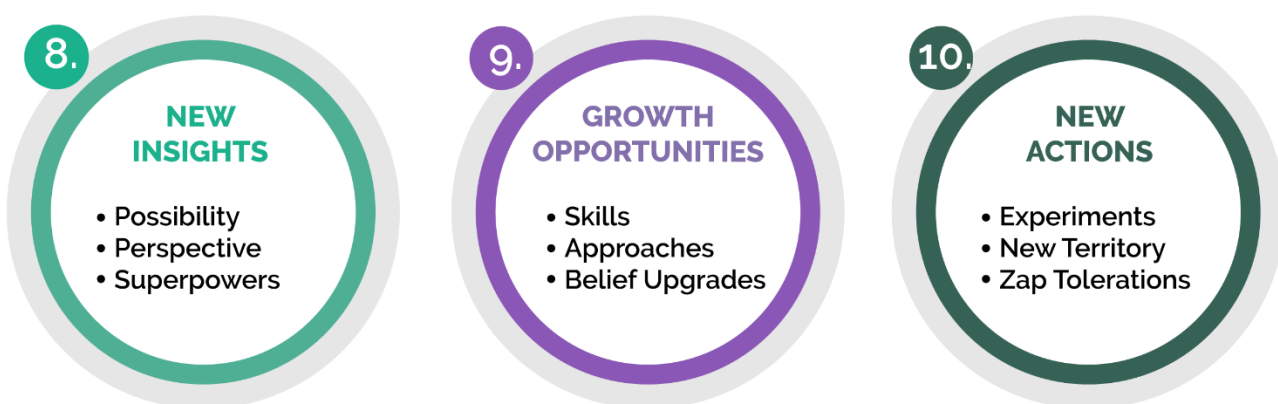 8.
NEW
INSIGHTS
• Possibility
• Perspective
• Superpowers
9.
GROWTH
OPPORTUNITIES
• Skills
• Approaches
• Belief Upgrades
10.
NEW
ACTIONS
• Experiments
• New Territory
• Zap Tolerations